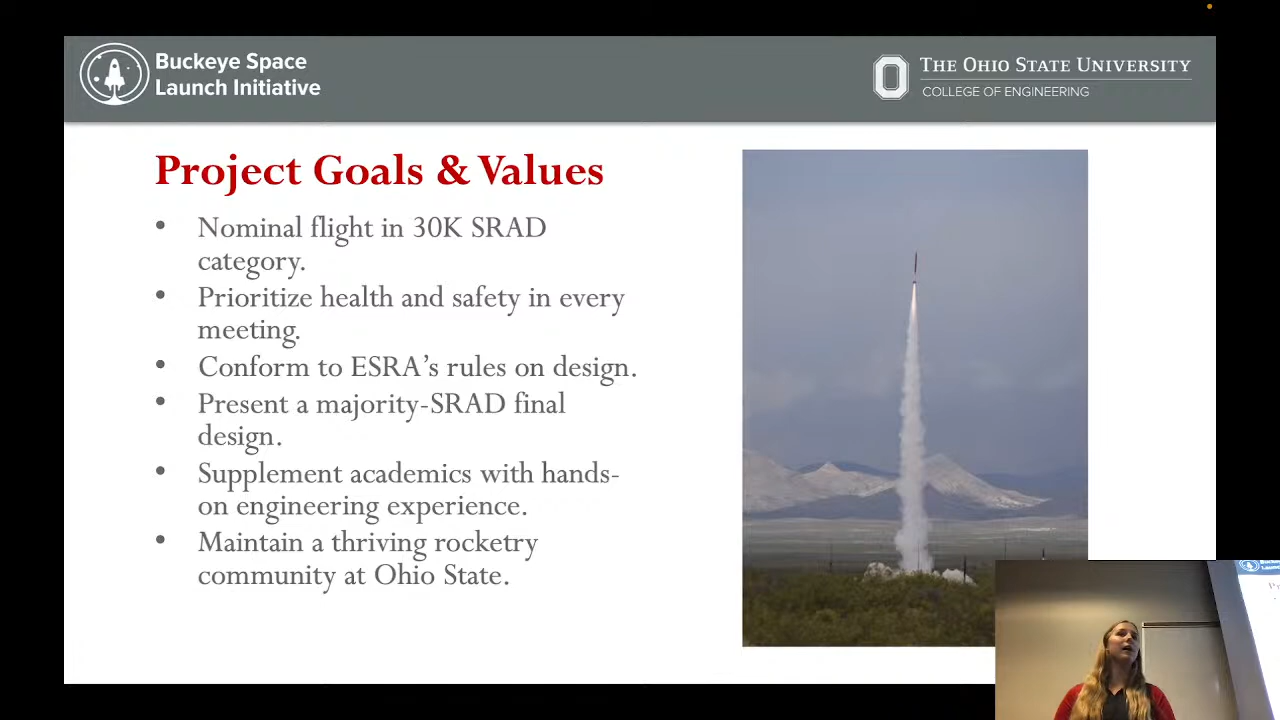 Buckeye Space
Launch Initiative
THE OHIO STATE UNIVERSITY
COLLEGE OF ENGINEERING
Project Goals & Values
• Nominal flight in 30K SRAD
category.
• Prioritize health and safety in every
meeting.
• Conform to ESRA’s rules on design.
• Present a majority-SRAD final
design.
• Supplement academics with hands-
on engineering experience.
• Maintain a thriving rocketry
community at Ohio State.